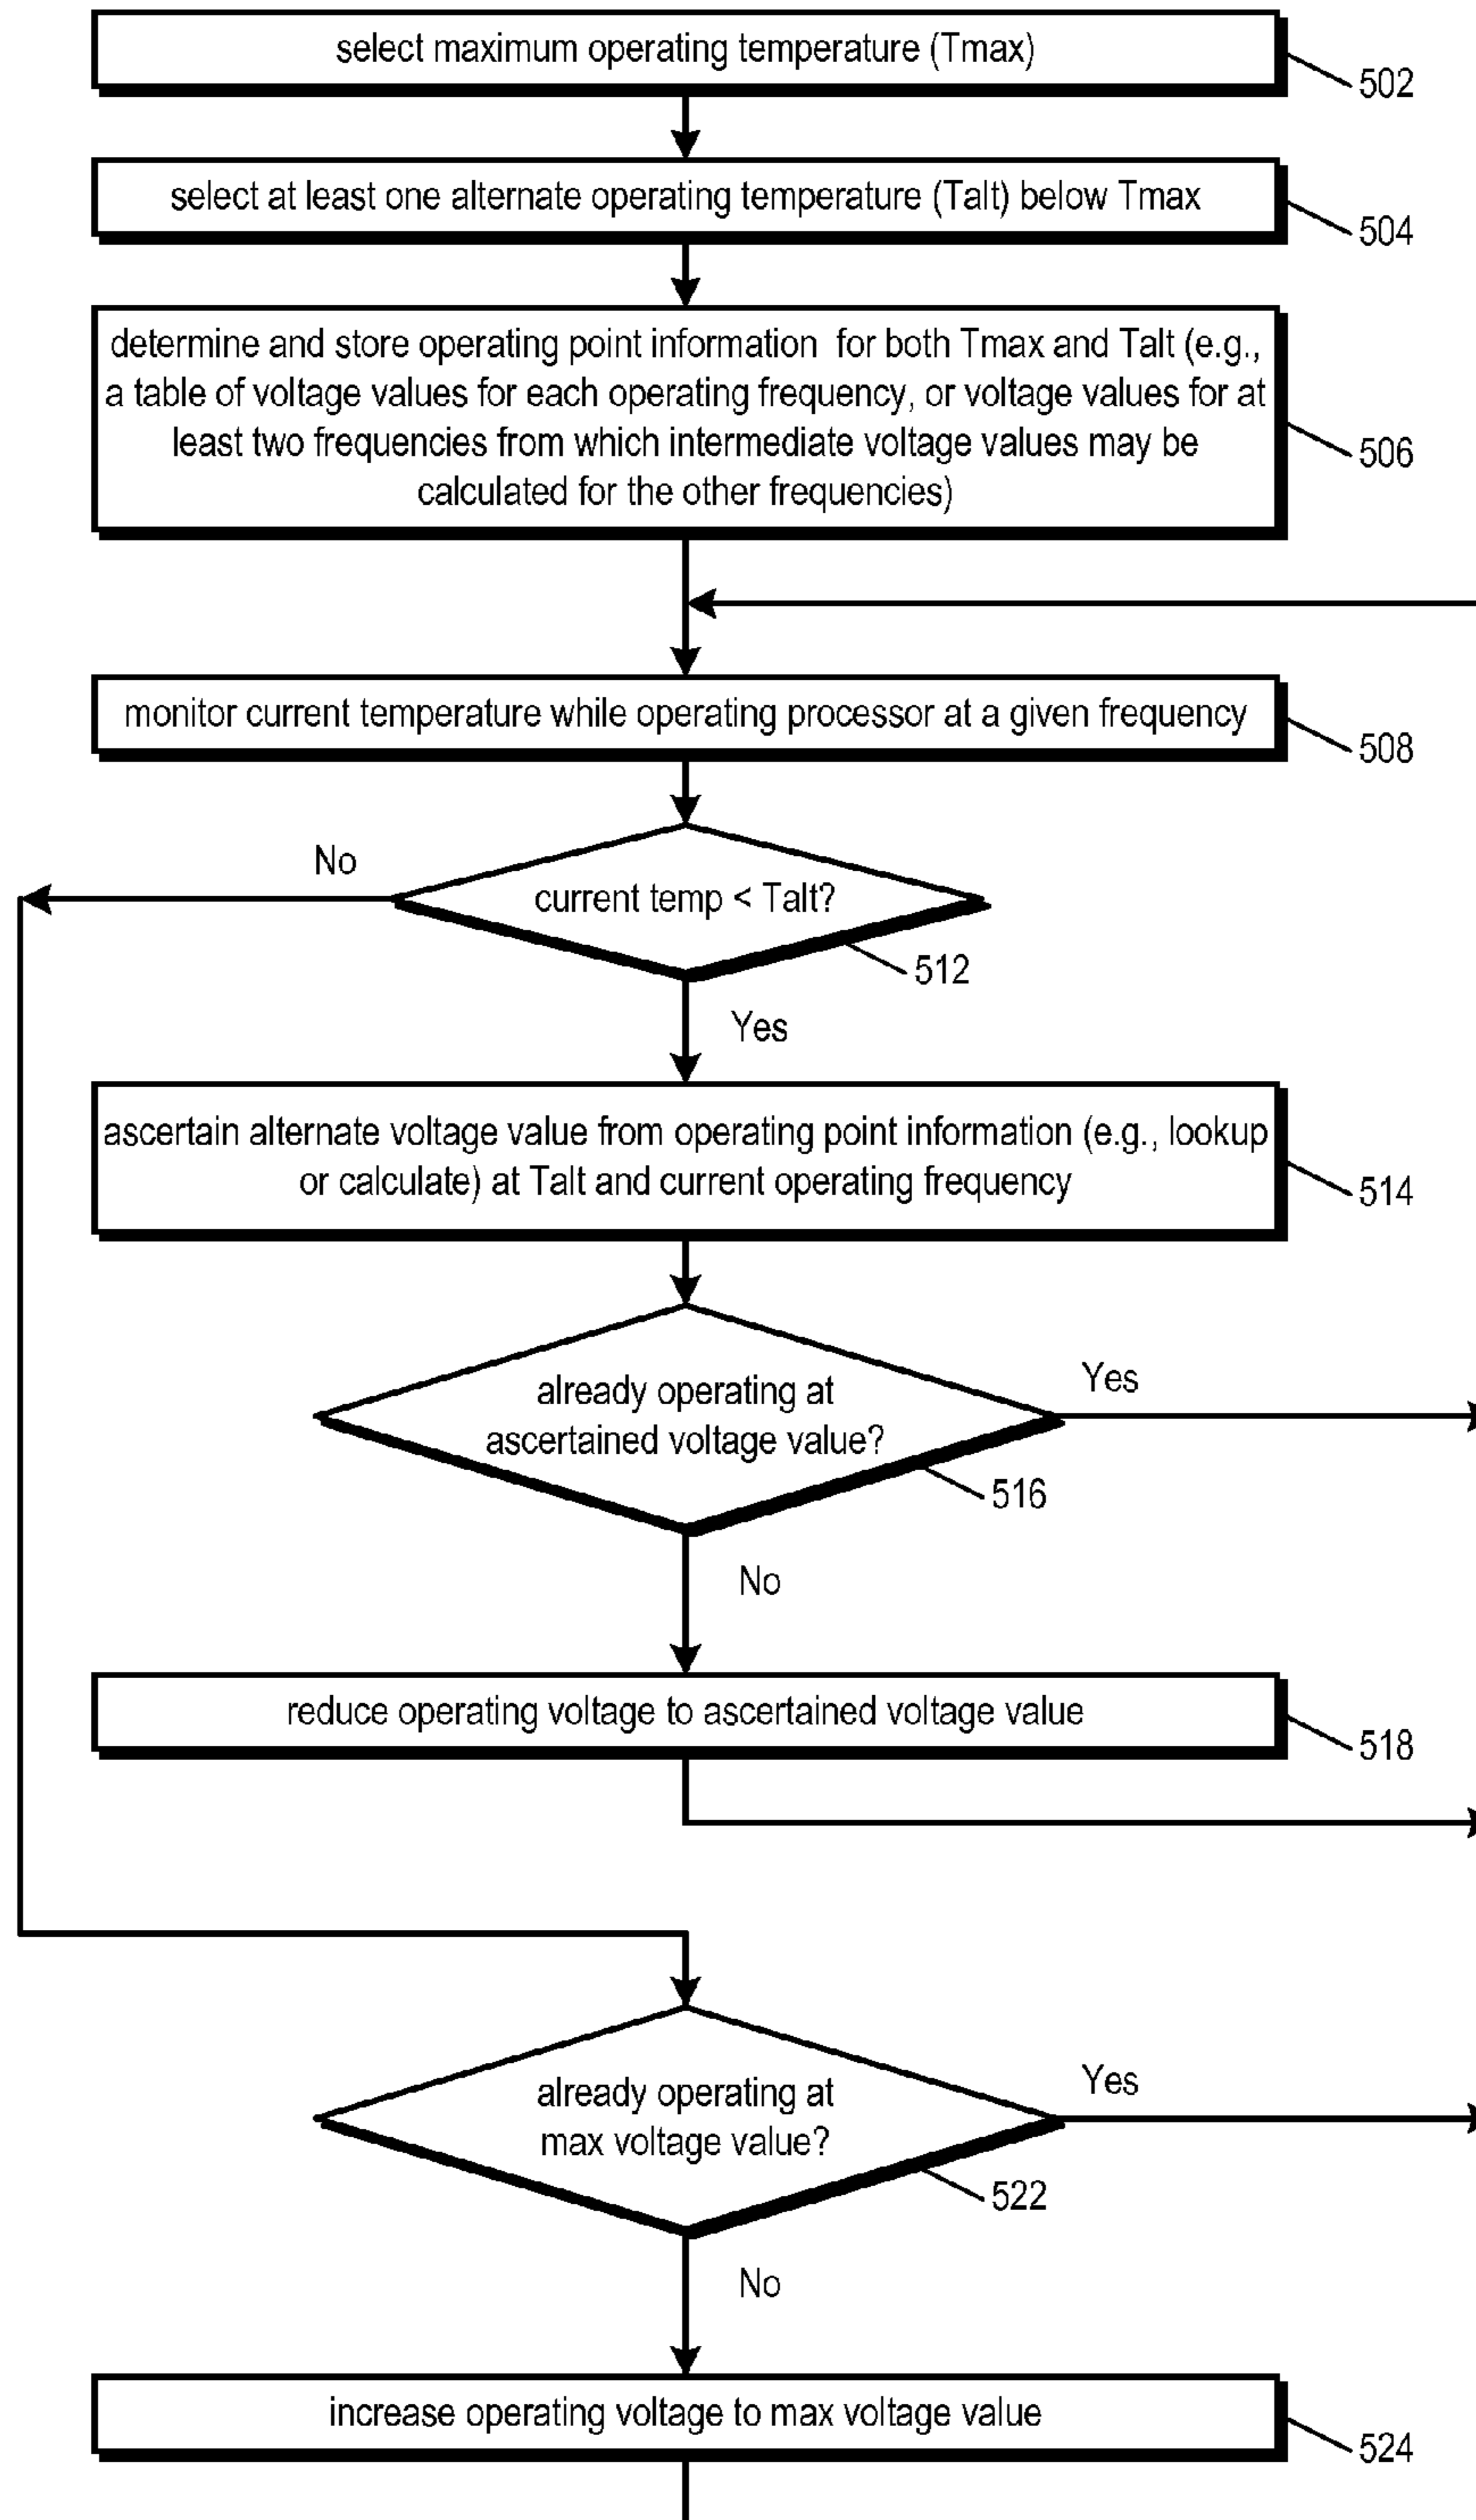 select maximum operating temperature (Tmax)
502
select at least one alternate operating temperature (Talt) below Tmax
504
determine and store operating point information for both Tmax and Talt (e.g.,
a table of voltage values for each operating frequency, or voltage values for at
least two frequencies from which intermediate voltage values may be
calculated for the other frequencies)
506
monitor current temperature while operating processor at a given frequency
508
No
current temp < Talt?
512
Yes
ascertain alternate voltage value from operating point information (e.g., lookup
or calculate) at Talt and current operating frequency
514
already operating at
ascertained voltage value?
Yes
516
No
reduce operating voltage to ascertained voltage value
518
already operating at
max voltage value?
Yes
522
No
increase operating voltage to max voltage value
524